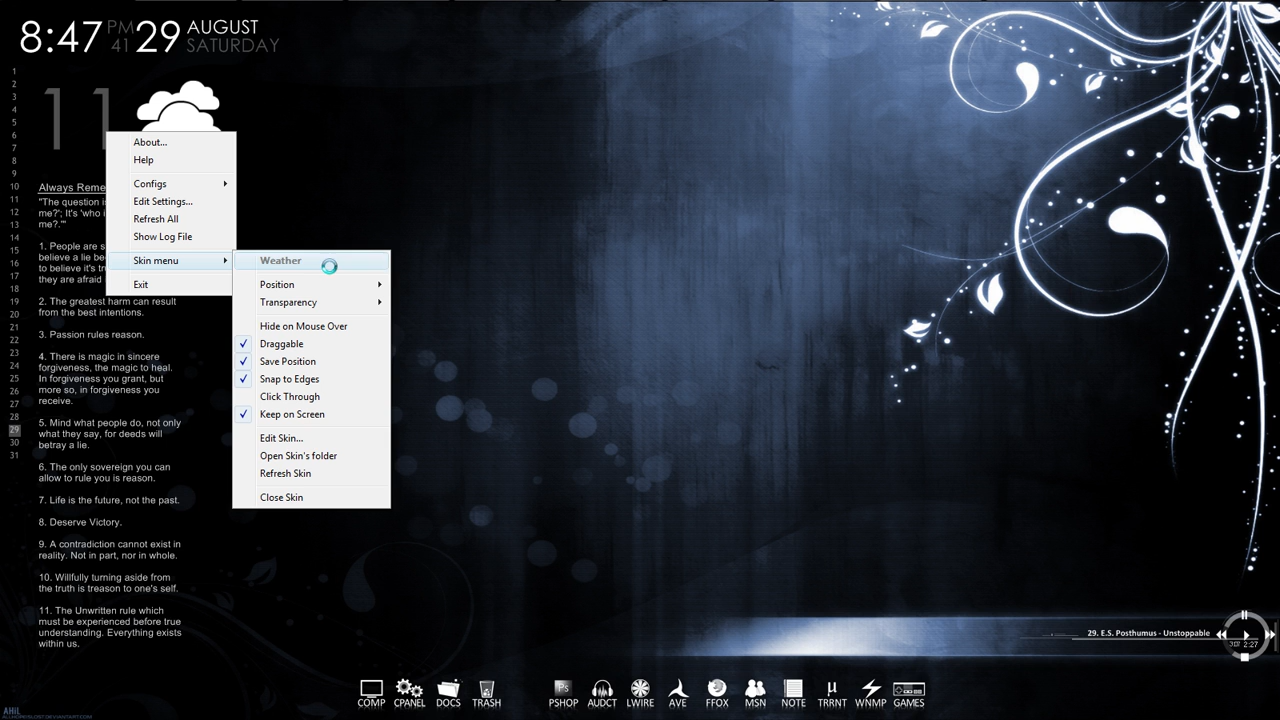 8:47 PM 41 29 AUGUST SATURDAY
11
1
2
3
4
5
6
7
8
9
10
11
12
13
14
15
16
17
18
19
20
21
22
23
24
25
26
27
28
29
30
31
About...
Help
Configs
Edit Settings...
Refresh All
Show Log File
Skin menu
Exit
Weather
Position
Transparency
Hide on Mouse Over
Draggable
Save Position
Snap to Edges
Click Through
Keep on Screen
Edit Skin...
Open Skin's folder
Refresh Skin
Close Skin
Always Reme
"The question i
me?'; It's 'who i
me?.'"
1. People are s
believe a lie be
to believe it's tr
they are afraid
2. The greatest harm can result
from the best intentions.
3. Passion rules reason.
4. There is magic in sincere
forgiveness, the magic to heal.
In forgiveness you grant, but
more so, in forgiveness you
receive.
5. Mind what people do, not only
what they say, for deeds will
betray a lie.
6. The only sovereign you can
allow to rule you is reason.
7. Life is the future, not the past.
8. Deserve Victory.
9. A contradiction cannot exist in
reality. Not in part, nor in whole.
10. Willfully turning aside from
the truth is treason to one's self.
11. The Unwritten rule which
must be experienced before true
understanding. Everything exists
within us.
29. E.S. Posthumus - Unstoppable
2:27
COMP CPANEL DOCS TRASH PSHOP AUDCT LWIRE AVE FFOX MSN NOTE TRRNT WNMP GAMES
Ps
AHIL